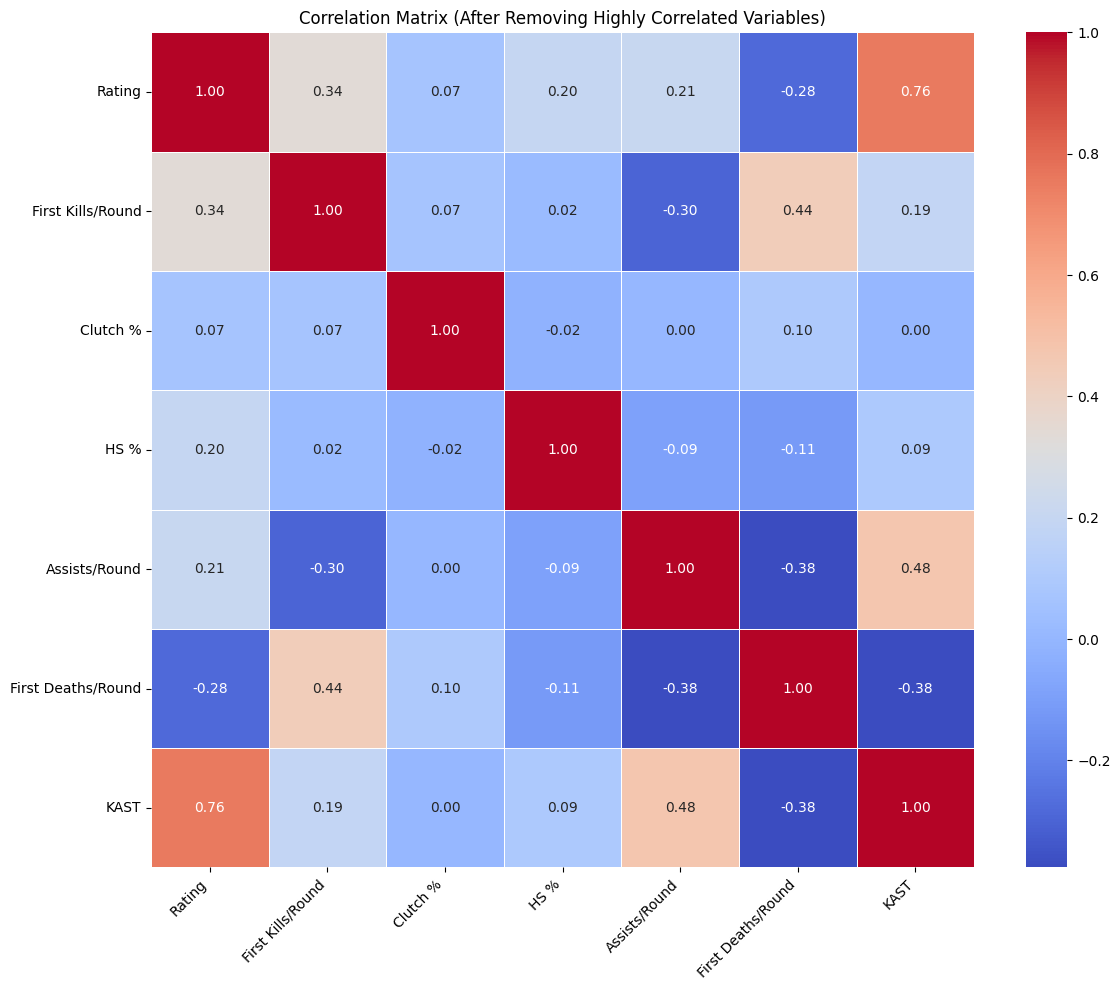 Correlation Matrix (After Removing Highly Correlated Variables)
Rating 1.00 0.34 0.07 0.20 0.21 -0.28 0.76
First Kills/Round 0.34 1.00 0.07 0.02 -0.30 0.44 0.19
Clutch % 0.07 0.07 1.00 -0.02 0.00 0.10 0.00
HS % 0.20 0.02 -0.02 1.00 -0.09 -0.11 0.09
Assists/Round 0.21 -0.30 0.00 -0.09 1.00 -0.38 0.48
First Deaths/Round -0.28 0.44 0.10 -0.11 -0.38 1.00 -0.38
KAST 0.76 0.19 0.00 0.09 0.48 -0.38 1.00
Rating
First Kills/Round
Clutch %
HS %
Assists/Round
First Deaths/Round
KAST
1.0
0.8
0.6
0.4
0.2
0.0
−0.2